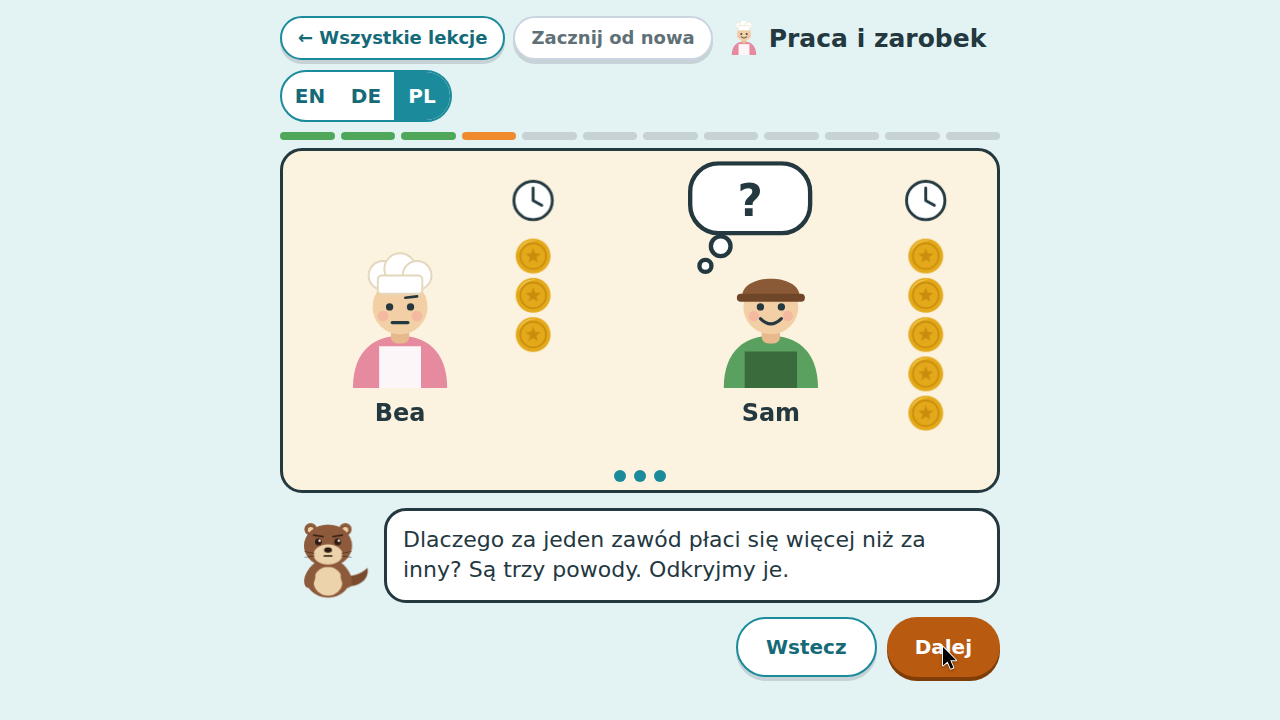 ← Wszystkie lekcje
Zacznij od nowa
Praca i zarobek
EN DE PL
?
Bea
Sam
Dlaczego za jeden zawód płaci się więcej niż za
inny? Są trzy powody. Odkryjmy je.
Wstecz
Dalej